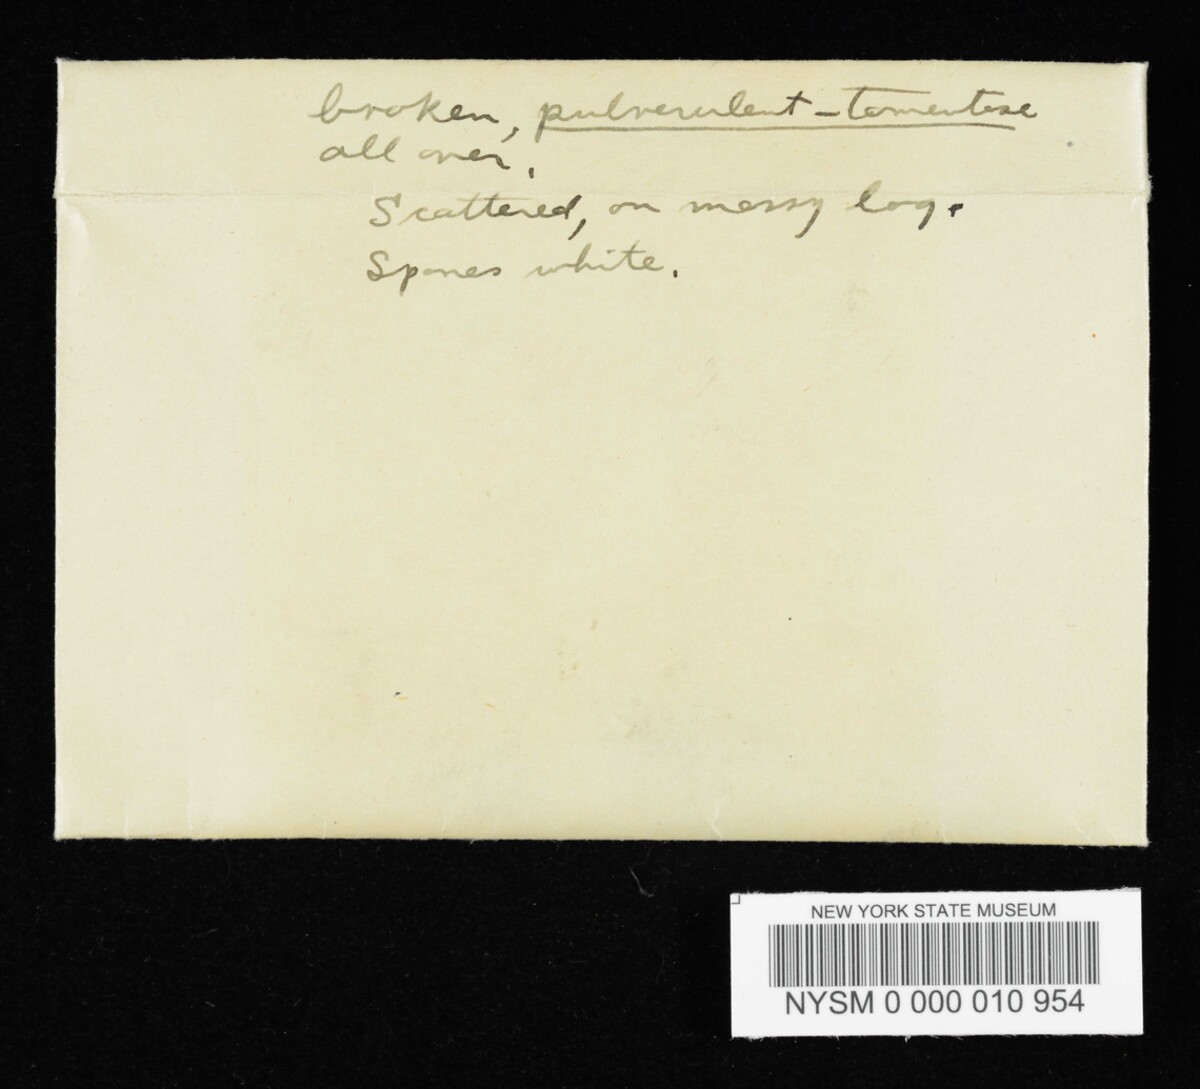 broken, pulverulent-tomentose
all over.
Scattered, on mossy log.
Spores white.
NEW YORK STATE MUSEUM
NYSM 0 000 010 954